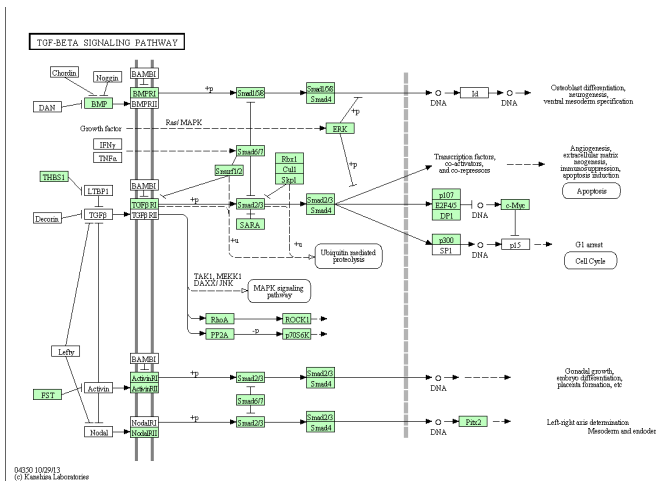 TGF-BETA SIGNALING PATHWAY
Chordin
Noggin
DAN
BMP
BAMBI
BMPRI
BMPRII
+p
Smad1/5/8
Smad1/5/8
Smad4
DNA
Id
DNA
Osteoblast differentiation,
neurogenesis,
ventral mesoderm specification
Growth factor
Ras/ MAPK
ERK
+p
+p
IFNγ
TNFα
Smad6/7
Smurf1/2
Rbx1
Cul1
Skp1
THBS1
LTBP1
Decorin
TGFβ
BAMBI
TGFβ RI
TGFβ RII
+p
Smad2/3
SARA
Smad2/3
Smad4
+u
+u
Ubiquitin mediated
proteolysis
Transcription factors,
co-activators,
and co-repressors
Angiogenesis,
extracellular matrix
neogenesis,
immunosuppression,
apoptosis induction
Apoptosis
p107
E2F4/5
DP1
DNA
c-Myc
p300
SP1
DNA
p15
G1 arrest
Cell Cycle
TAK1, MEKK1
DAXX/ JNK
MAPK signaling
pathway
RhoA
ROCK1
PP2A
-p
p70S6K
Lefty
FST
Activin
BAMBI
ActivinRI
ActivinRII
+p
Smad2/3
Smad2/3
Smad4
DNA
Gonadal growth,
embryo differentiation,
placenta formation, etc
Smad6/7
Nodal
NodalRI
NodalRII
+p
Smad2/3
Smad2/3
Smad4
DNA
Pitx2
Left-right axis determination
Mesoderm and endoder
04350 10/29/13
(c) Kanehisa Laboratories